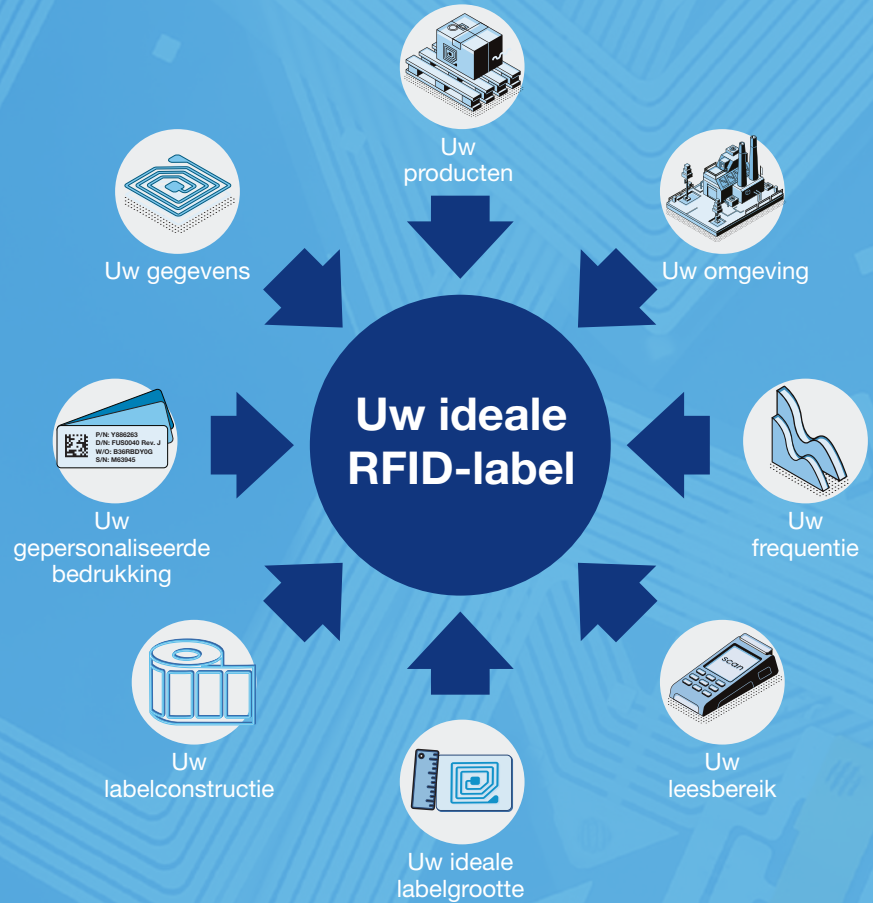 Uw
producten
Uw gegevens
Uw omgeving
Uw ideale
RFID-label
P/N: Y886263
D/N: FUS0040 Rev. J
W/O: B36RBDY0G
S/N: M63945
Uw
gepersonaliseerde
bedrukking
Uw
frequentie
scan
Uw
labelconstructie
Uw
leesbereik
Uw ideale
labelgrootte